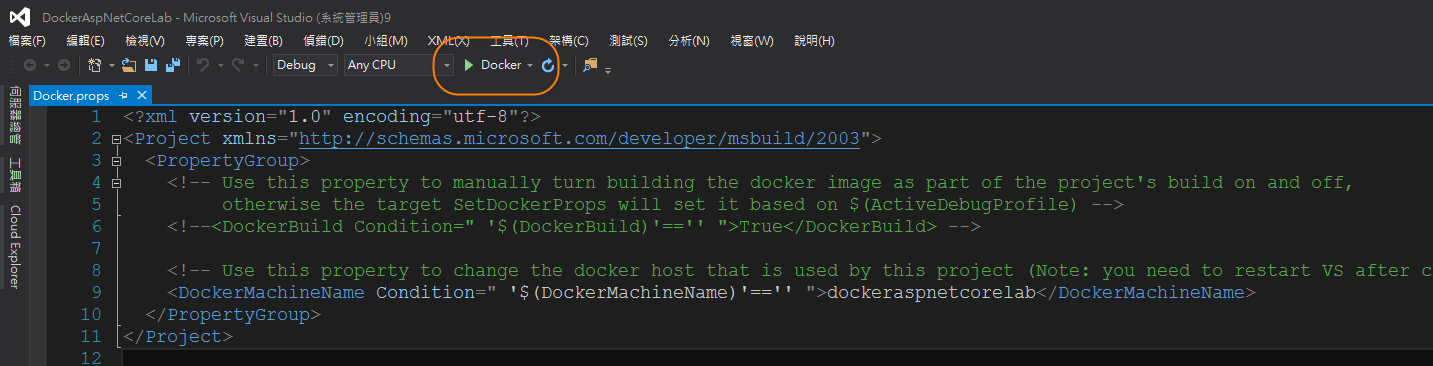 DockerAspNetCoreLab - Microsoft Visual Studio (系統管理員)9
檔案(F) 編輯(E) 檢視(V) 專案(P) 建置(B) 偵錯(D) 小組(M) XML(X) 工具(T) 架構(C) 測試(S) 分析(N) 視窗(W) 說明(H)
Debug Any CPU Docker
Docker.props
伺服器總管
工具箱
Cloud Explorer
1 <?xml version="1.0" encoding="utf-8"?>
2 <Project xmlns="http://schemas.microsoft.com/developer/msbuild/2003">
3 <PropertyGroup>
4 <!-- Use this property to manually turn building the docker image as part of the project's build on and off,
5 otherwise the target SetDockerProps will set it based on $(ActiveDebugProfile) -->
6 <!--<DockerBuild Condition=" '$(DockerBuild)'=='' ">True</DockerBuild> -->
7
8 <!-- Use this property to change the docker host that is used by this project (Note: you need to restart VS after c
9 <DockerMachineName Condition=" '$(DockerMachineName)'=='' ">dockeraspnetcorelab</DockerMachineName>
10 </PropertyGroup>
11 </Project>
12